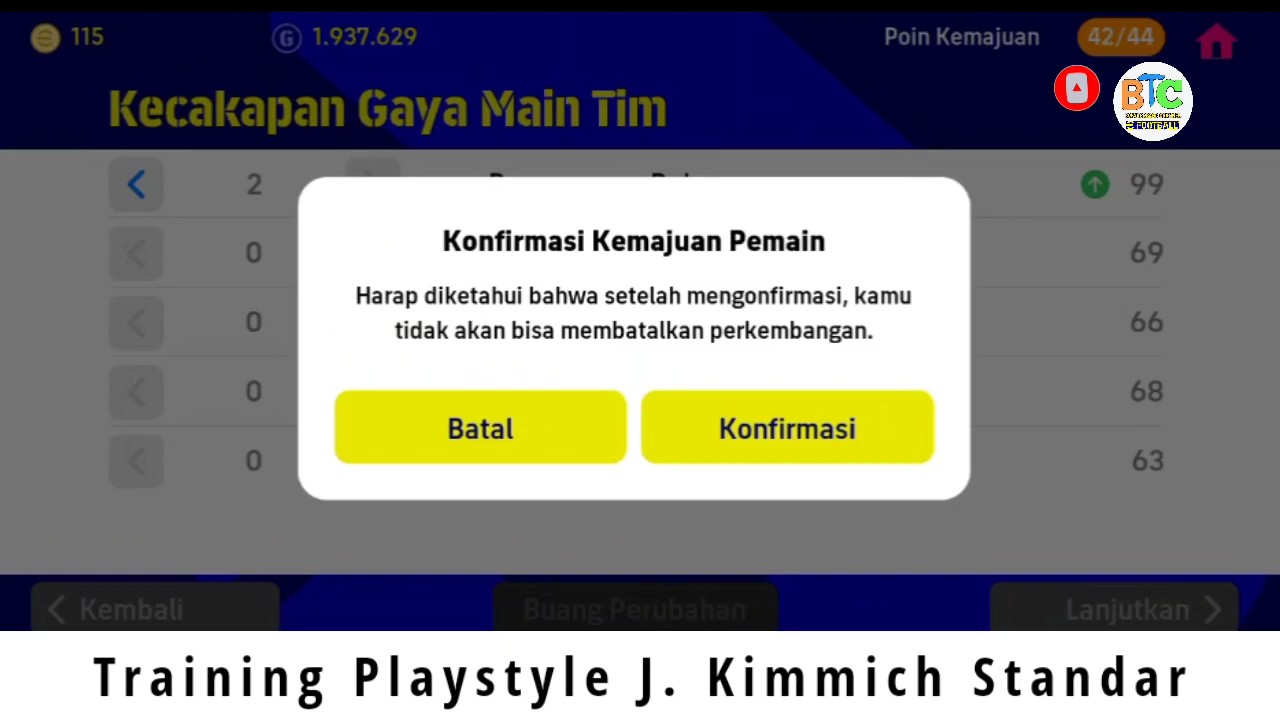 115
G 1.937.629
Poin Kemajuan 42/44
BTC
FOOTBALL
Kecakapan Gaya Main Tim
2 99
0 69
0 66
0 68
0 63
Konfirmasi Kemajuan Pemain
Harap diketahui bahwa setelah mengonfirmasi, kamu
tidak akan bisa membatalkan perkembangan.
Batal Konfirmasi
Kembali Buang Perubahan Lanjutkan
Training Playstyle J. Kimmich Standar